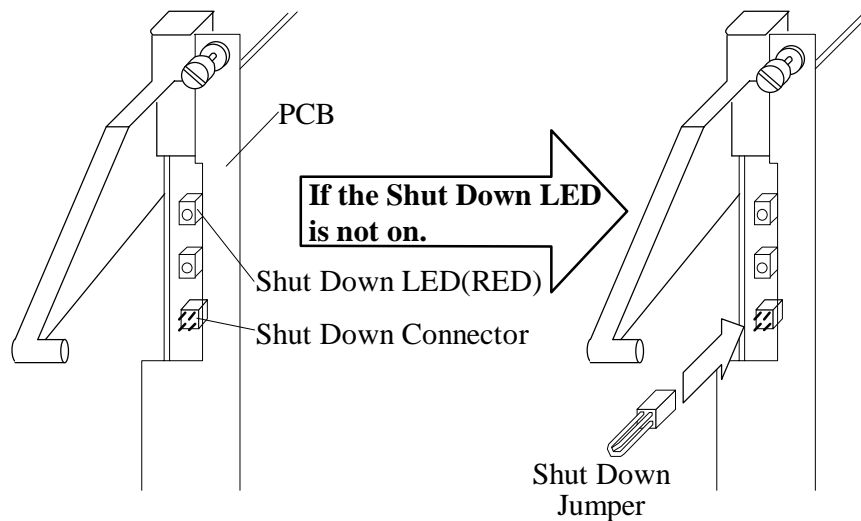 PCB
If the Shut Down LED
is not on.
Shut Down LED(RED)
Shut Down Connector
Shut Down
Jumper